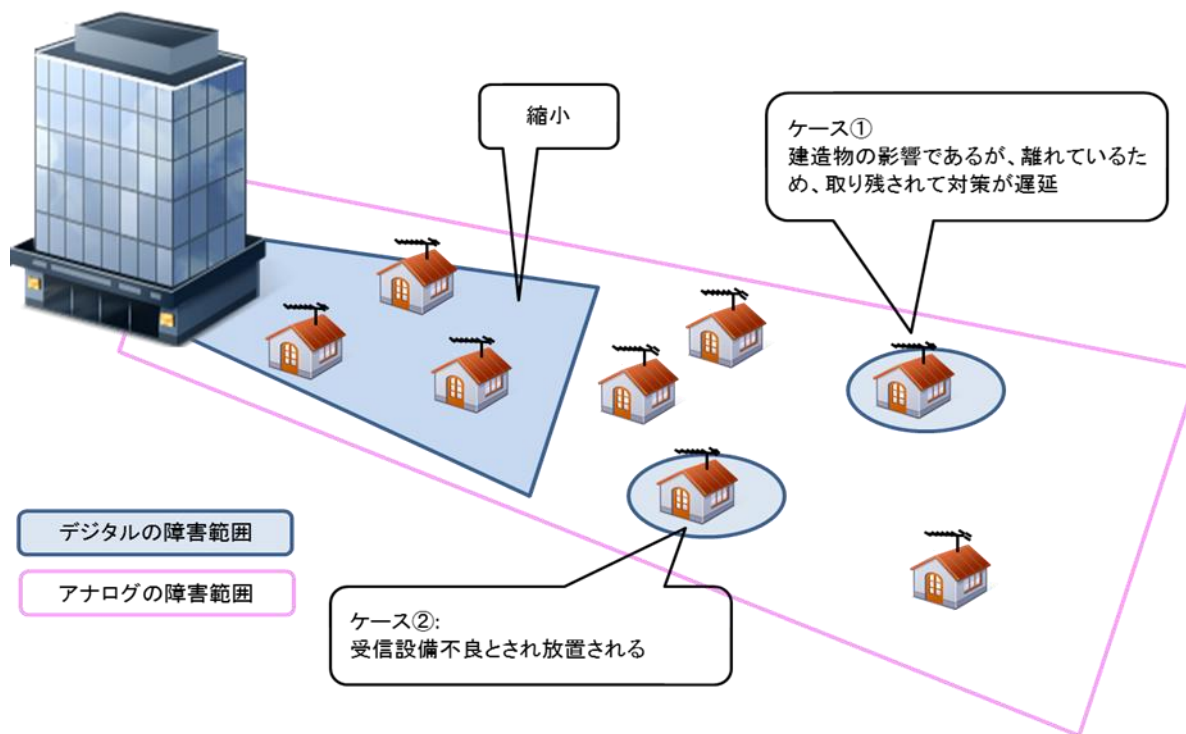 縮小
ケース①
建造物の影響であるが、離れているた
め、取り残されて対策が遅延
デジタルの障害範囲
アナログの障害範囲
ケース②:
受信設備不良とされ放置される